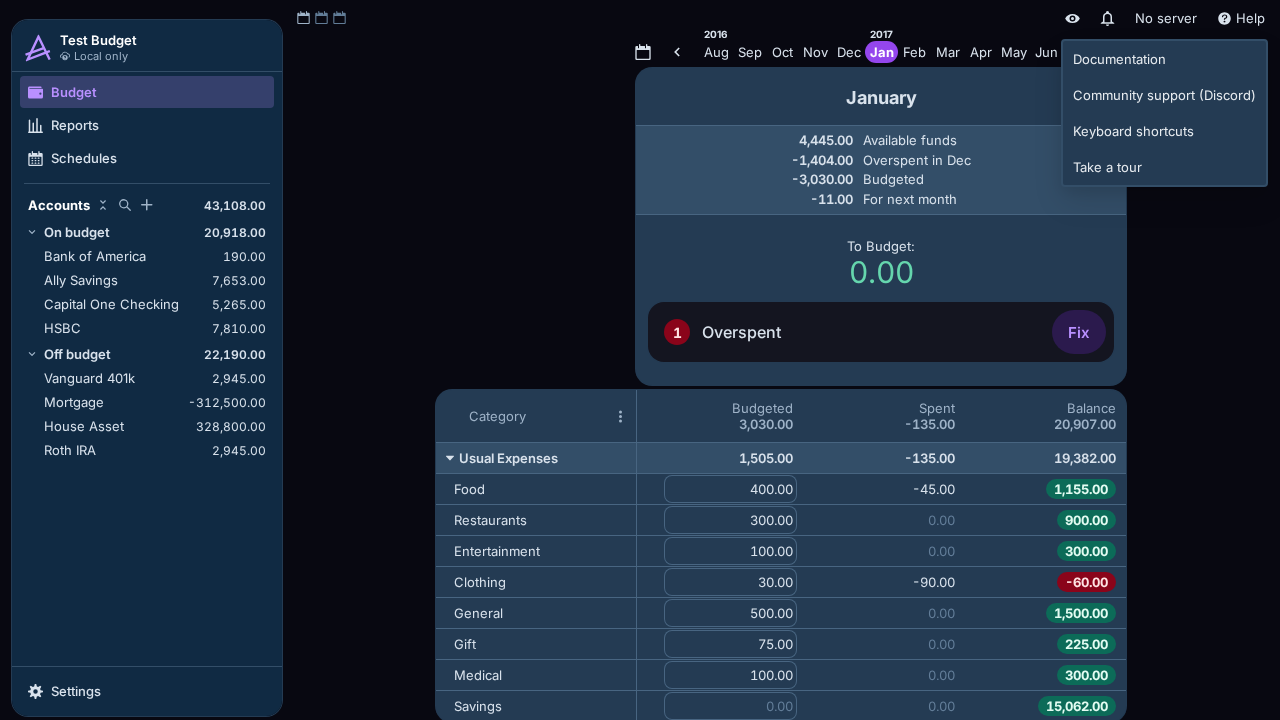 Test Budget
Local only
Budget
Reports
Schedules
Accounts 43,108.00
On budget 20,918.00
Bank of America 190.00
Ally Savings 7,653.00
Capital One Checking 5,265.00
HSBC 7,810.00
Off budget 22,190.00
Vanguard 401k 2,945.00
Mortgage -312,500.00
House Asset 328,800.00
Roth IRA 2,945.00
Settings
No server
Help
2016 2017
Aug Sep Oct Nov Dec Jan Feb Mar Apr May Jun
Documentation
Community support (Discord)
Keyboard shortcuts
Take a tour
January
4,445.00 Available funds
-1,404.00 Overspent in Dec
-3,030.00 Budgeted
-11.00 For next month
To Budget:
0.00
1 Overspent Fix
Category Budgeted Spent Balance
3,030.00 -135.00 20,907.00
Usual Expenses 1,505.00 -135.00 19,382.00
Food 400.00 -45.00 1,155.00
Restaurants 300.00 0.00 900.00
Entertainment 100.00 0.00 300.00
Clothing 30.00 -90.00 -60.00
General 500.00 0.00 1,500.00
Gift 75.00 0.00 225.00
Medical 100.00 0.00 300.00
Savings 0.00 0.00 15,062.00